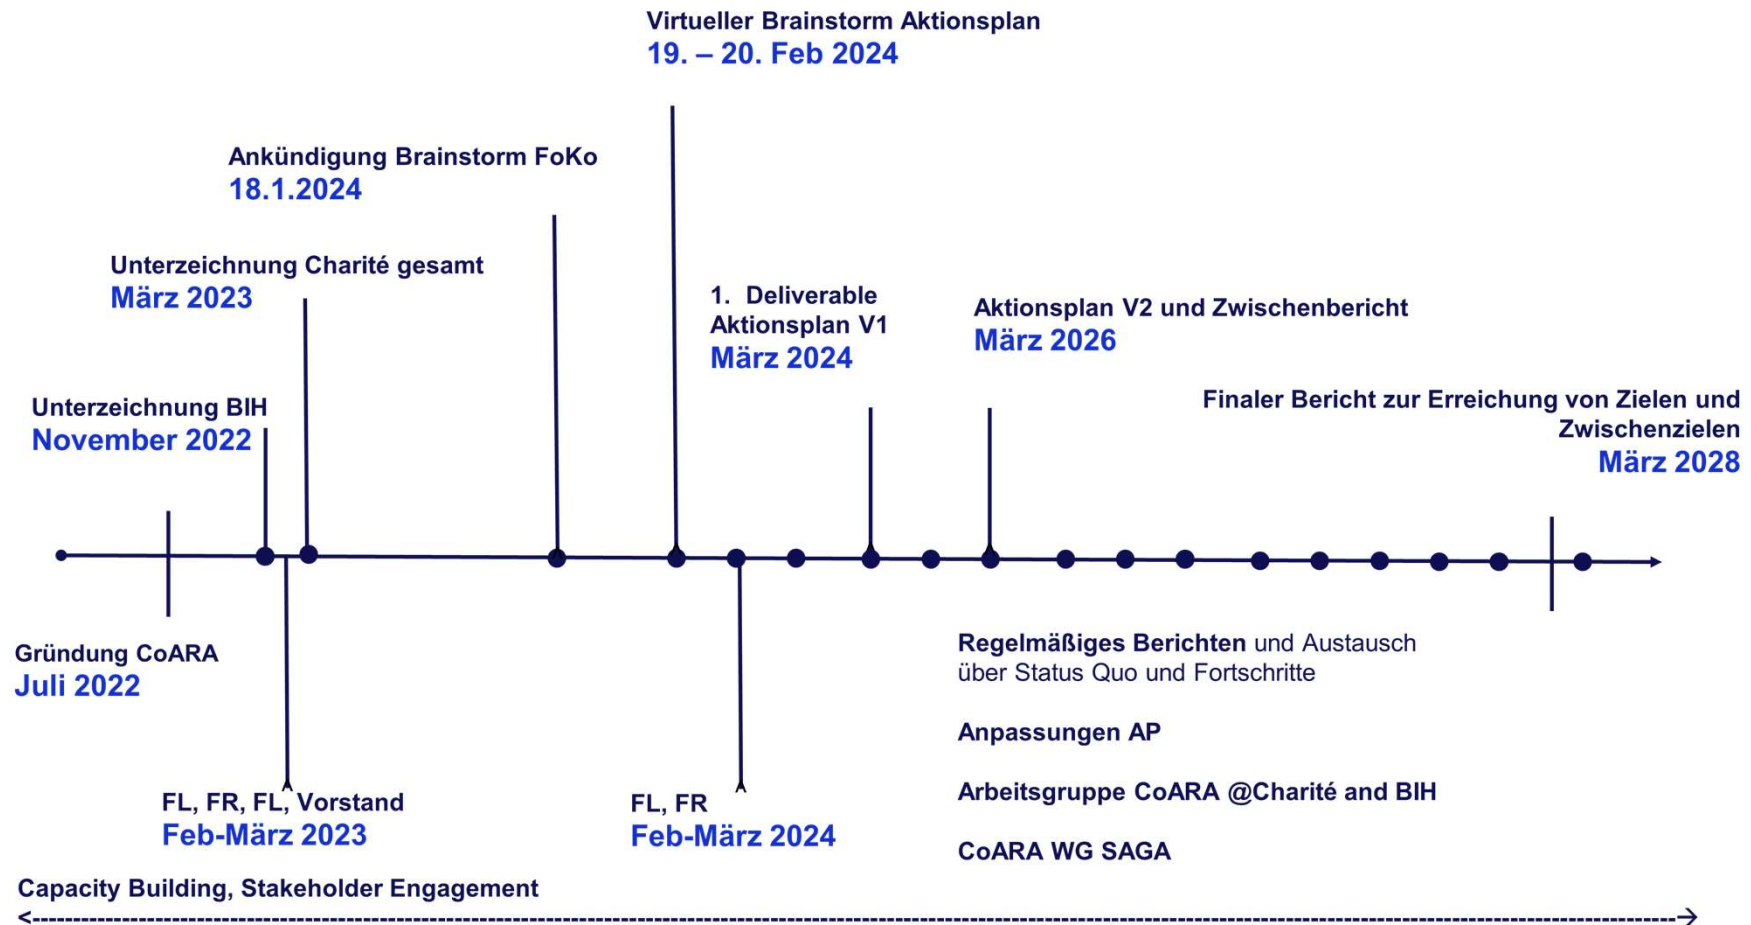 Virtueller Brainstorm Aktionsplan
19. – 20. Feb 2024
Ankündigung Brainstorm FoKo
18.1.2024
Unterzeichnung Charité gesamt
März 2023
1. Deliverable
Aktionsplan V1
März 2024
Aktionsplan V2 und Zwischenbericht
März 2026
Unterzeichnung BIH
November 2022
Finaler Bericht zur Erreichung von Zielen und
Zwischenzielen
März 2028
Gründung CoARA
Juli 2022
Regelmäßiges Berichten und Austausch
über Status Quo und Fortschritte
Anpassungen AP
Arbeitsgruppe CoARA @Charité and BIH
CoARA WG SAGA
FL, FR, FL, Vorstand
Feb-März 2023
FL, FR
Feb-März 2024
Capacity Building, Stakeholder Engagement